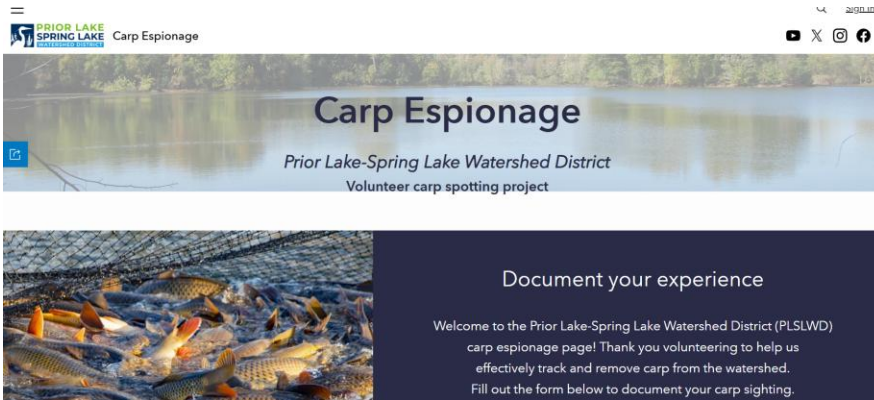 Sign in
PRIOR LAKE
SPRING LAKE
WATERSHED DISTRICT
Carp Espionage
Carp Espionage
Prior Lake-Spring Lake Watershed District
Volunteer carp spotting project
Document your experience
Welcome to the Prior Lake-Spring Lake Watershed District (PLSLWD)
carp espionage page! Thank you volunteering to help us
effectively track and remove carp from the watershed.
Fill out the form below to document your carp sighting.